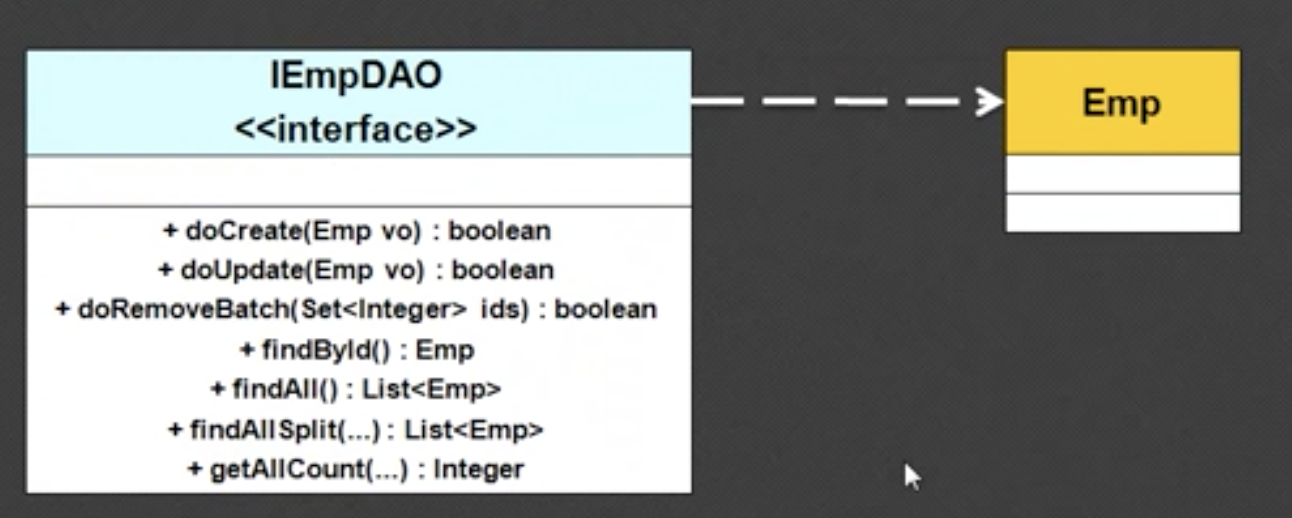 IEmpDAO
<<interface>>
+ doCreate(Emp vo) : boolean
+ doUpdate(Emp vo) : boolean
+ doRemoveBatch(Set<Integer> ids) : boolean
+ findById() : Emp
+ findAll() : List<Emp>
+ findAllSplit(...) : List<Emp>
+ getAllCount(...) : Integer
Emp